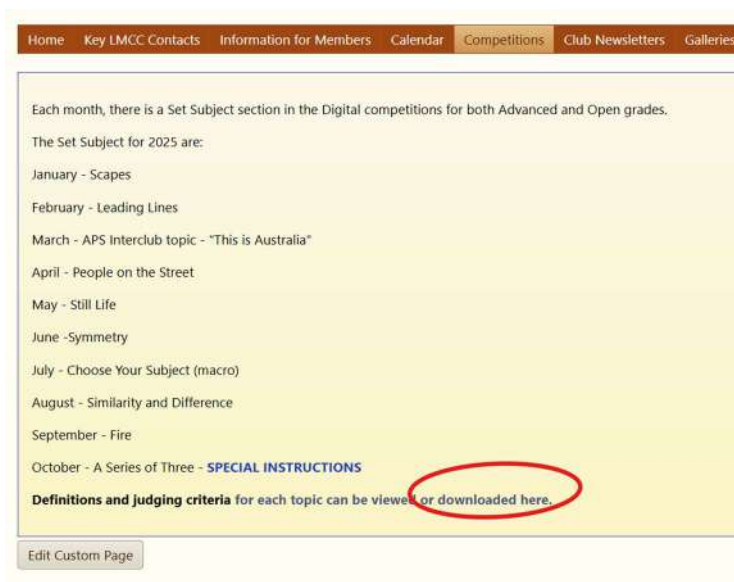 Home Key LMCC Contacts Information for Members Calendar Competitions Club Newsletters Galleries
Each month, there is a Set Subject section in the Digital competitions for both Advanced and Open grades.
The Set Subject for 2025 are:
January - Scapes
February - Leading Lines
March - APS Interclub topic - "This is Australia"
April - People on the Street
May - Still Life
June -Symmetry
July - Choose Your Subject (macro)
August - Similarity and Difference
September - Fire
October - A Series of Three - SPECIAL INSTRUCTIONS
Definitions and judging criteria for each topic can be viewed or downloaded here.
Edit Custom Page